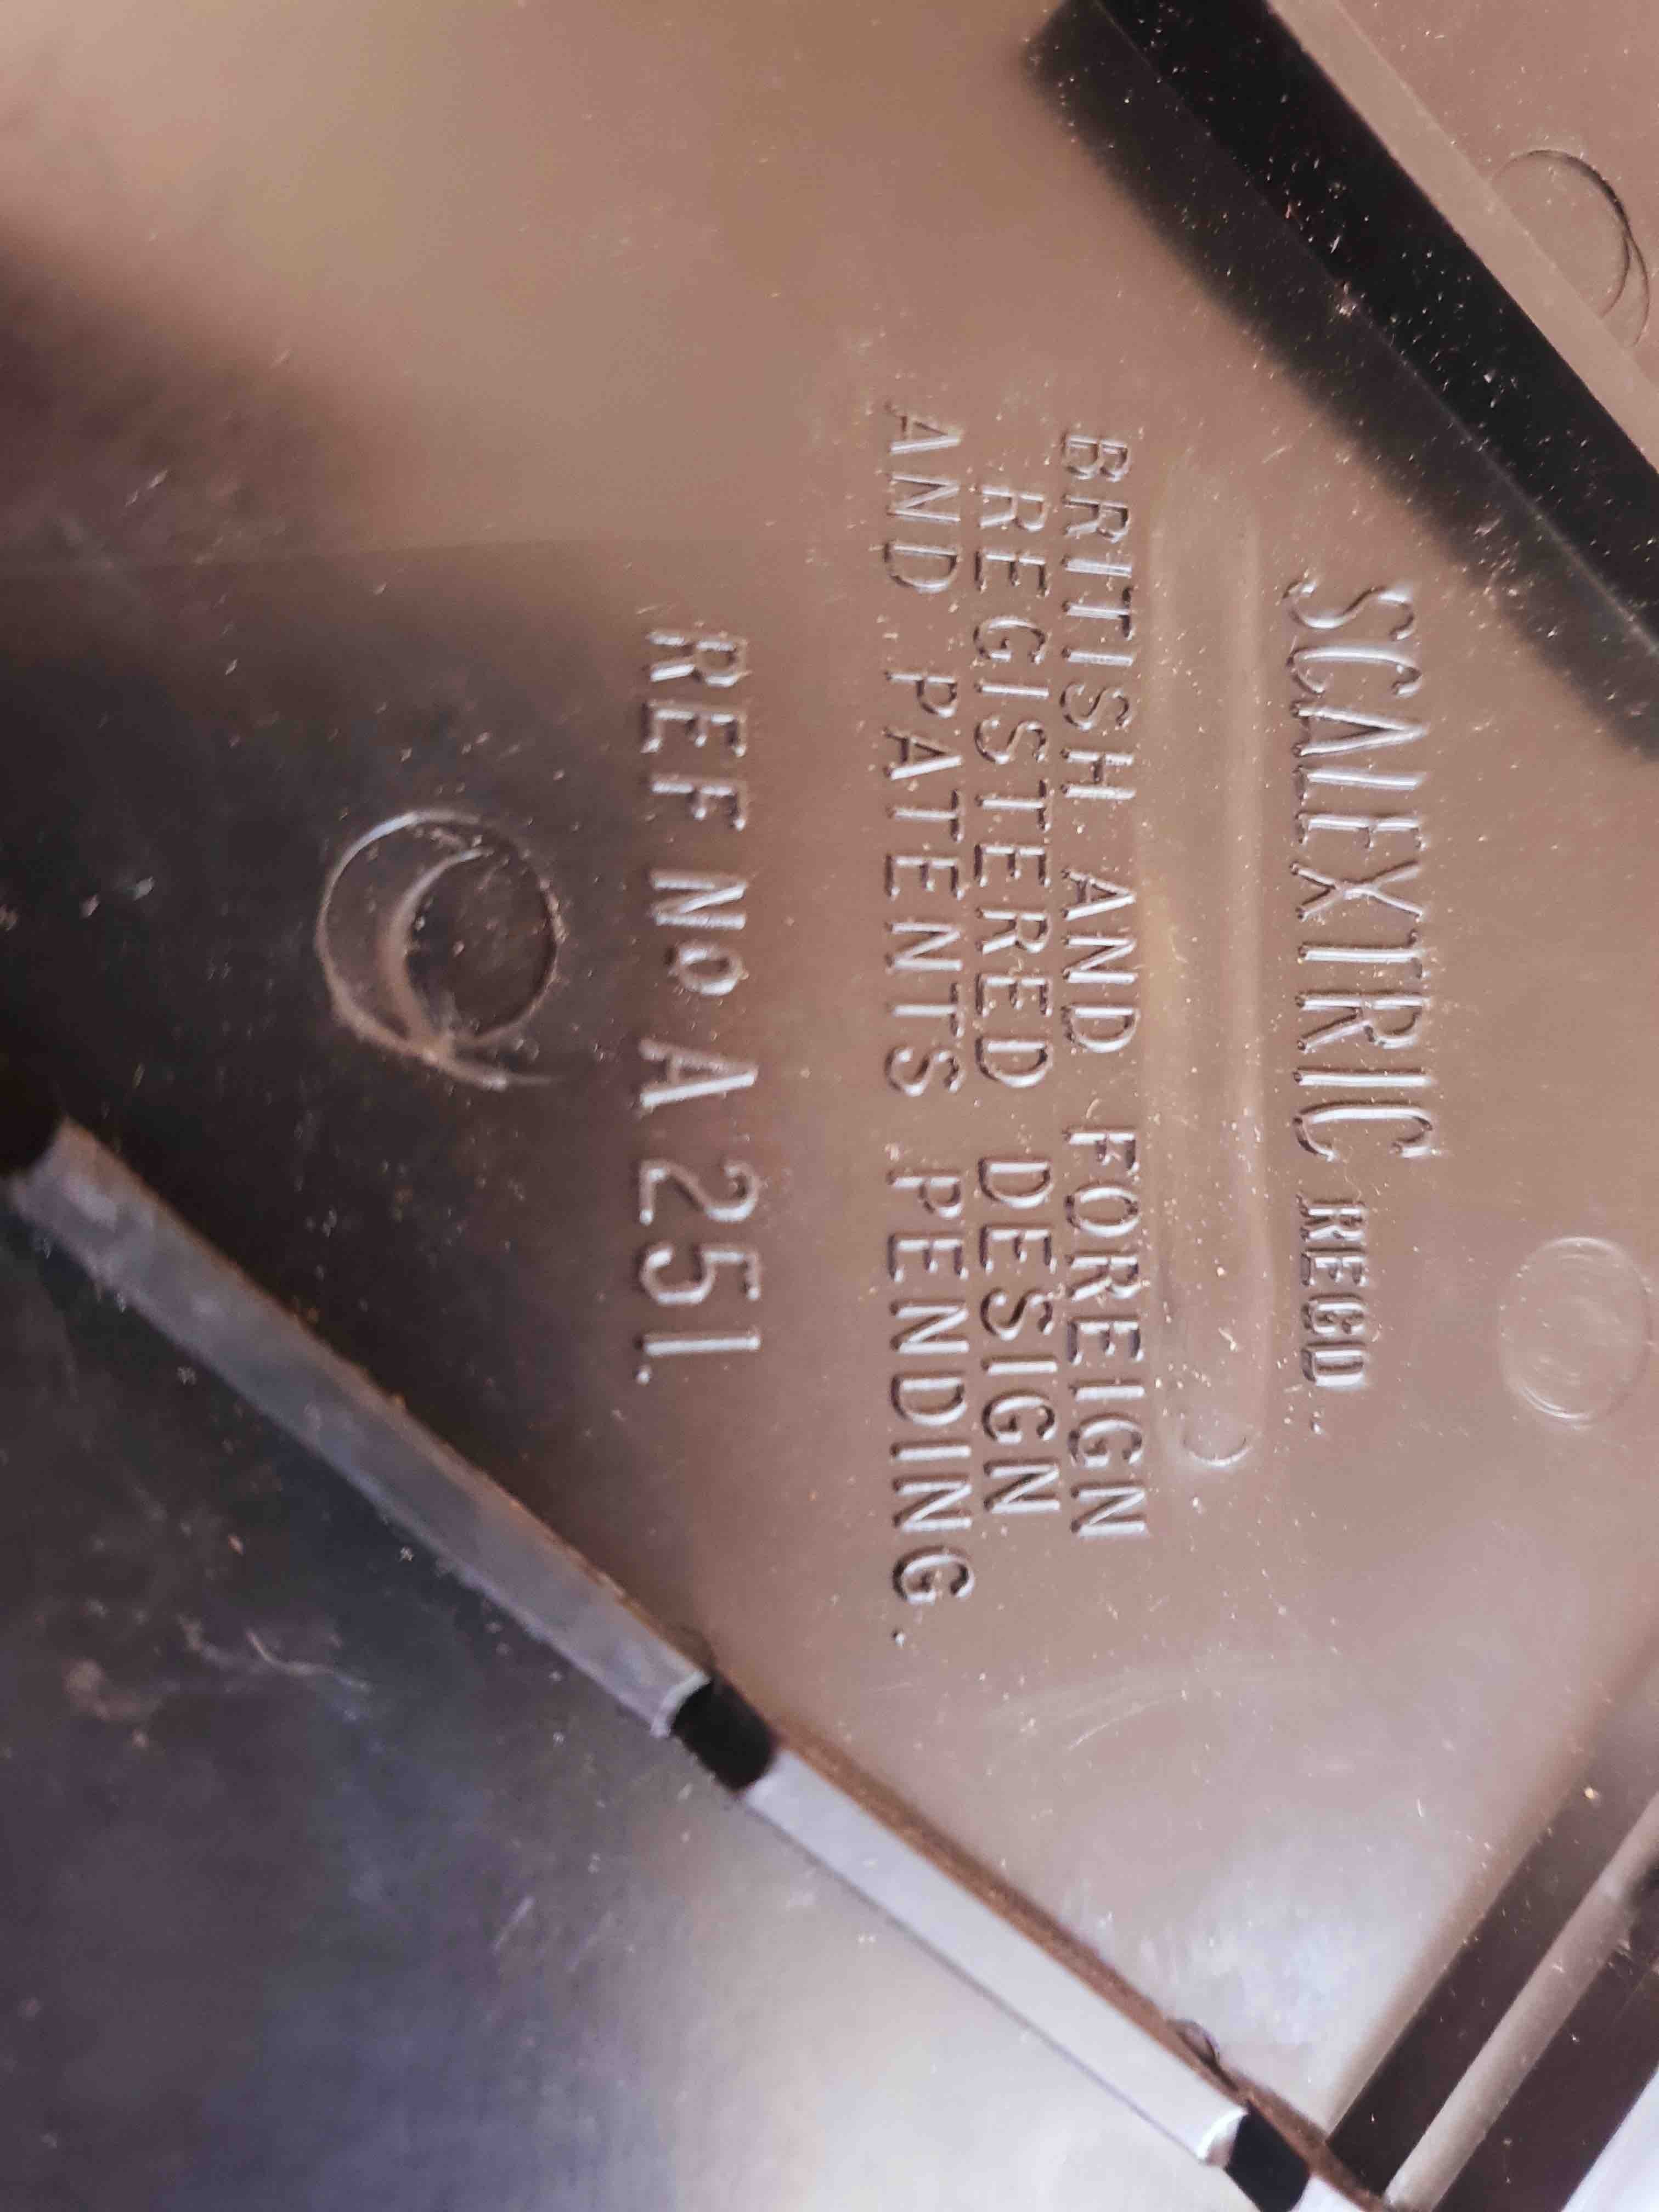 SCALEXTRIC REGD.
BRITISH AND FOREIGN
REGISTERED DESIGN
AND PATENTS PENDING.
REF No A 251.